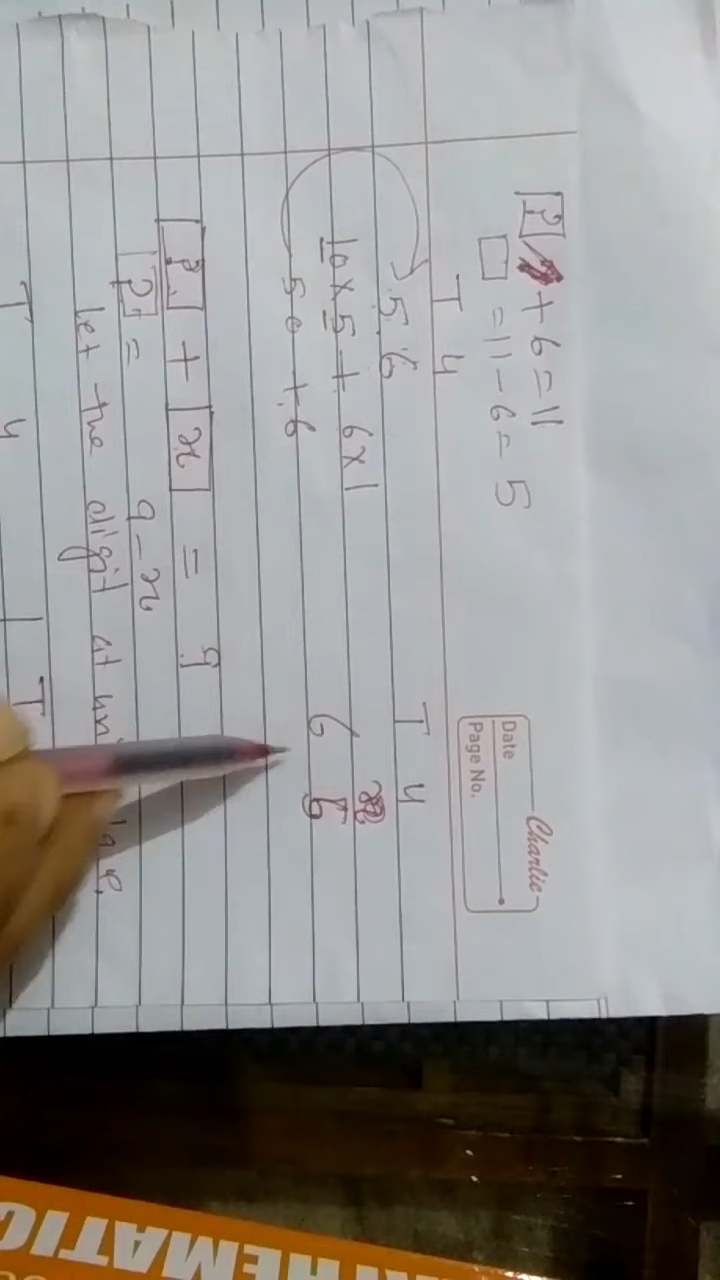 Charlie
Date
Page No.
? + 6 = 11
= 11 - 6 = 5
T U
T U
5 6
10 × 5 + 6 × 1
50 + 6
6 5
? + x = 9
? = 9 - x
let the digit at
T U T
MATHEMATIC